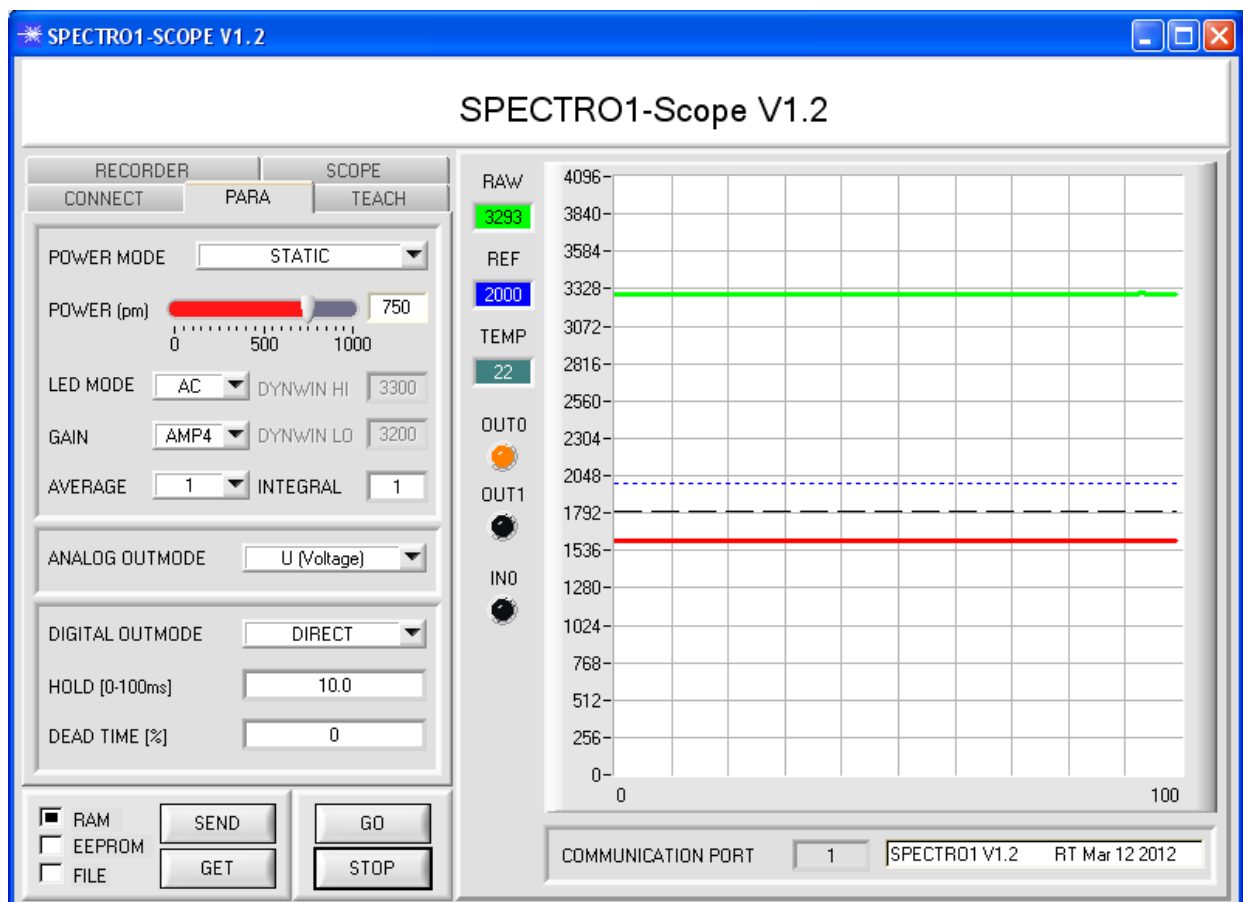 SPECTRO1-SCOPE V1.2
SPECTRO1-Scope V1.2
RECORDER SCOPE
CONNECT PARA TEACH
POWER MODE STATIC
POWER (pm) 750
0 500 1000
LED MODE AC DYNWIN HI 3300
GAIN AMP4 DYNWIN LO 3200
AVERAGE 1 INTEGRAL 1
ANALOG OUTMODE U (Voltage)
DIGITAL OUTMODE DIRECT
HOLD [0-100ms] 10.0
DEAD TIME [%] 0
RAM
EEPROM
FILE
SEND
GET
GO
STOP
RAW
3293
REF
2000
TEMP
22
OUT0
OUT1
IN0
4096
3840
3584
3328
3072
2816
2560
2304
2048
1792
1536
1280
1024
768
512
256
0
0 100
COMMUNICATION PORT 1 SPECTRO1 V1.2 RT Mar 12 2012